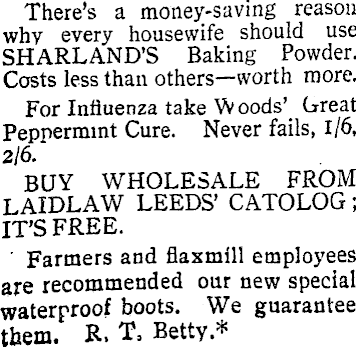 There's a money-saving reason
why every housewife should use
SHARLAND'S Baking Powder.
Costs less than others—worth more.
For Influenza take Woods' Great
Peppermint Cure. Never fails, 1/6,
2/6.
BUY WHOLESALE FROM
LAIDLAW LEEDS' CATOLOG;
IT'S FREE.
Farmers and flaxmill employees
are recommended our new special
waterproof boots. We guarantee
them. R. T. Betty.*